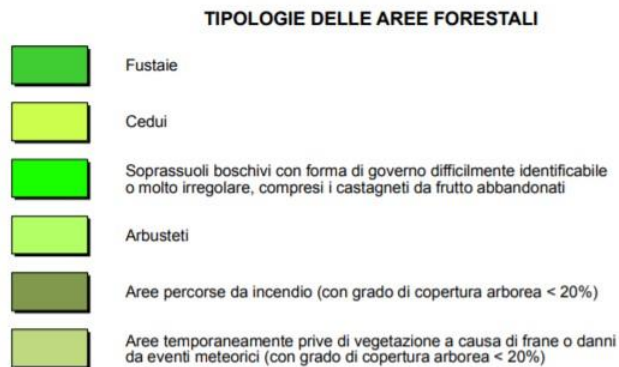 TIPOLOGIE DELLE AREE FORESTALI
Fustaie
Cedui
Soprassuoli boschivi con forma di governo difficilmente identificabile
o molto irregolare, compresi i castagneti da frutto abbandonati
Arbusteti
Aree percorse da incendio (con grado di copertura arborea < 20%)
Aree temporaneamente prive di vegetazione a causa di frane o danni
da eventi meteorici (con grado di copertura arborea < 20%)